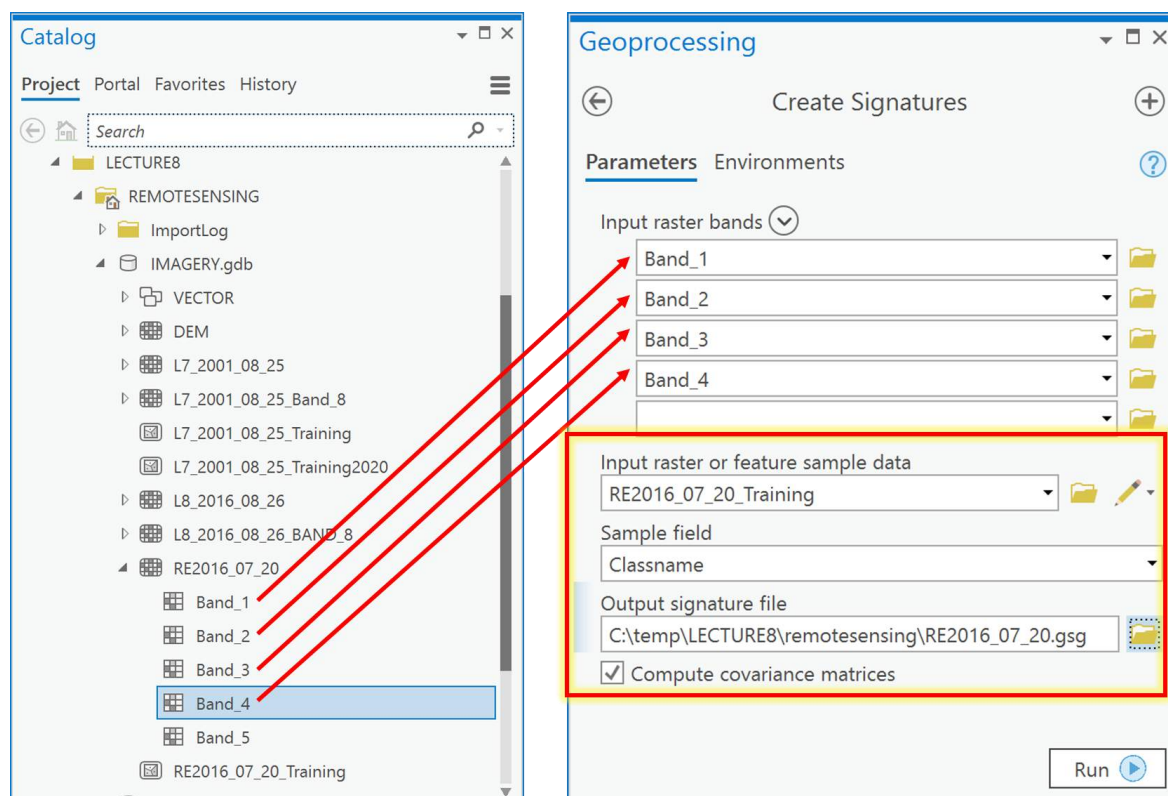 Catalog
Project Portal Favorites History
Search
LECTURE8
REMOTESENSING
ImportLog
IMAGERY.gdb
VECTOR
DEM
L7_2001_08_25
L7_2001_08_25_Band_8
L7_2001_08_25_Training
L7_2001_08_25_Training2020
L8_2016_08_26
L8_2016_08_26_BAND_8
RE2016_07_20
Band_1
Band_2
Band_3
Band_4
Band_5
RE2016_07_20_Training
Geoprocessing
Create Signatures
Parameters Environments
Input raster bands
Band_1
Band_2
Band_3
Band_4
Input raster or feature sample data
RE2016_07_20_Training
Sample field
Classname
Output signature file
C:\temp\LECTURE8\remotesensing\RE2016_07_20.gsg
Compute covariance matrices
Run